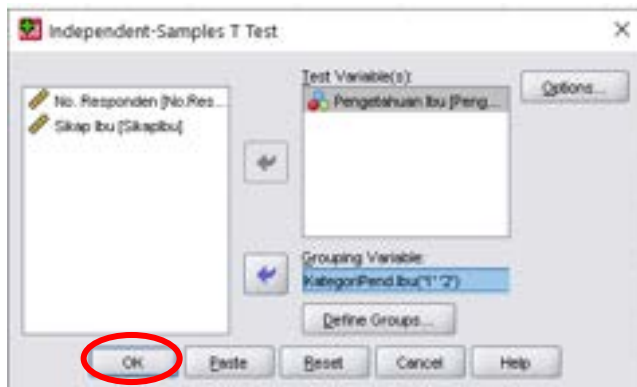 Independent-Samples T Test
No. Responden [No.Res...
Sikap Ibu [SikapIbu]
Test Variable(s):
Pengetahuan Ibu [Peng...
Options...
Grouping Variable:
KategoriPend.Ibu('1' '2')
Define Groups...
OK
Paste
Reset
Cancel
Help